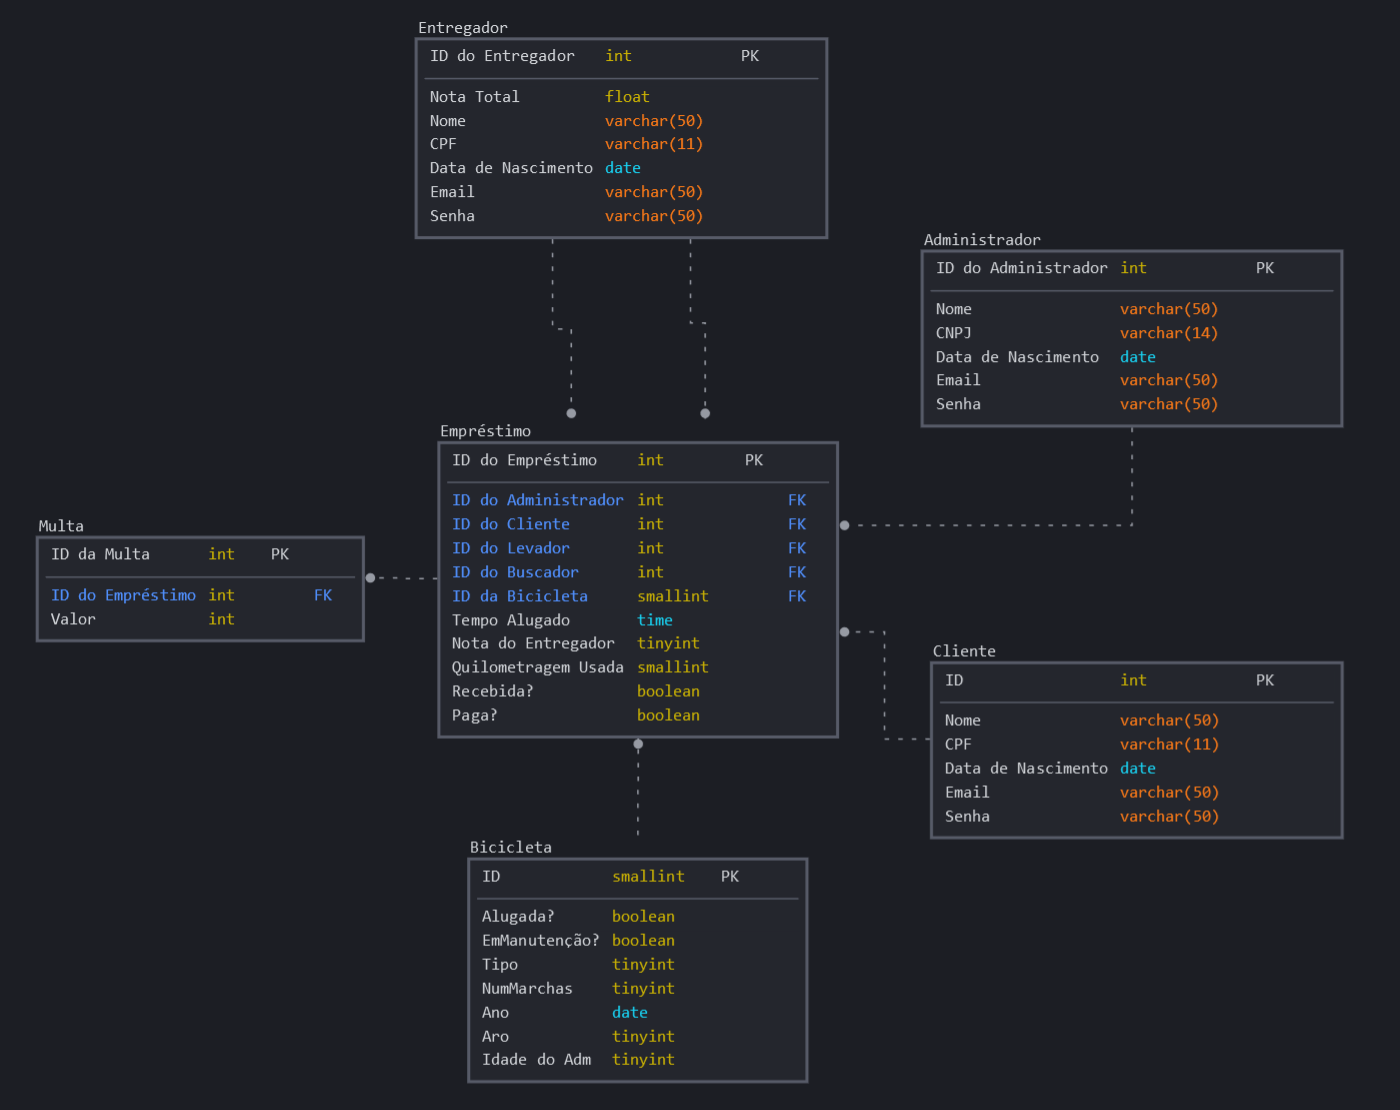 Entregador
ID do Entregador int PK
Nota Total float
Nome varchar(50)
CPF varchar(11)
Data de Nascimento date
Email varchar(50)
Senha varchar(50)
Administrador
ID do Administrador int PK
Nome varchar(50)
CNPJ varchar(14)
Data de Nascimento date
Email varchar(50)
Senha varchar(50)
Empréstimo
ID do Empréstimo int PK
ID do Administrador int FK
ID do Cliente int FK
ID do Levador int FK
ID do Buscador int FK
ID da Bicicleta smallint FK
Tempo Alugado time
Nota do Entregador tinyint
Quilometragem Usada smallint
Recebida? boolean
Paga? boolean
Multa
ID da Multa int PK
ID do Empréstimo int FK
Valor int
Cliente
ID int PK
Nome varchar(50)
CPF varchar(11)
Data de Nascimento date
Email varchar(50)
Senha varchar(50)
Bicicleta
ID smallint PK
Alugada? boolean
EmManutenção? boolean
Tipo tinyint
NumMarchas tinyint
Ano date
Aro tinyint
Idade do Adm tinyint